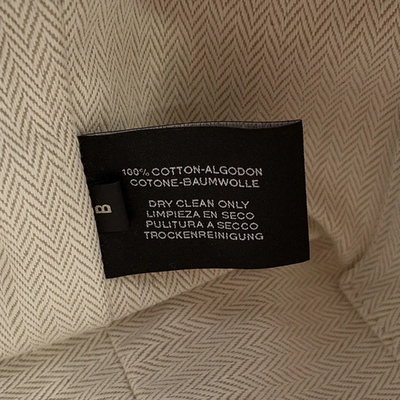 100% COTTON-ALGODON
COTONE-BAUMWOLLE
DRY CLEAN ONLY
LIMPIEZA EN SECO
PULITURA A SECCO
TROCKENREINIGUNG
B